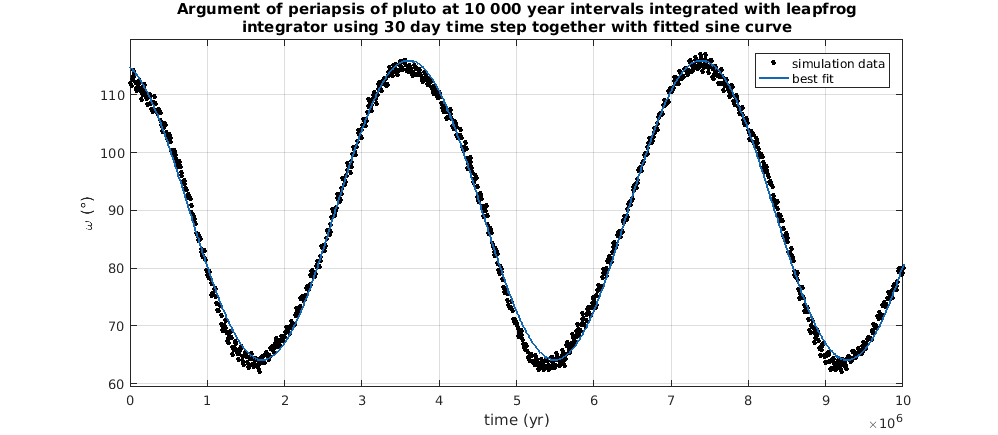 Argument of periapsis of pluto at 10 000 year intervals integrated with leapfrog
integrator using 30 day time step together with fitted sine curve
simulation data
best fit
110
100
90
80
70
60
ω (°)
0 1 2 3 4 5 6 7 8 9 10
time (yr)
×10⁶